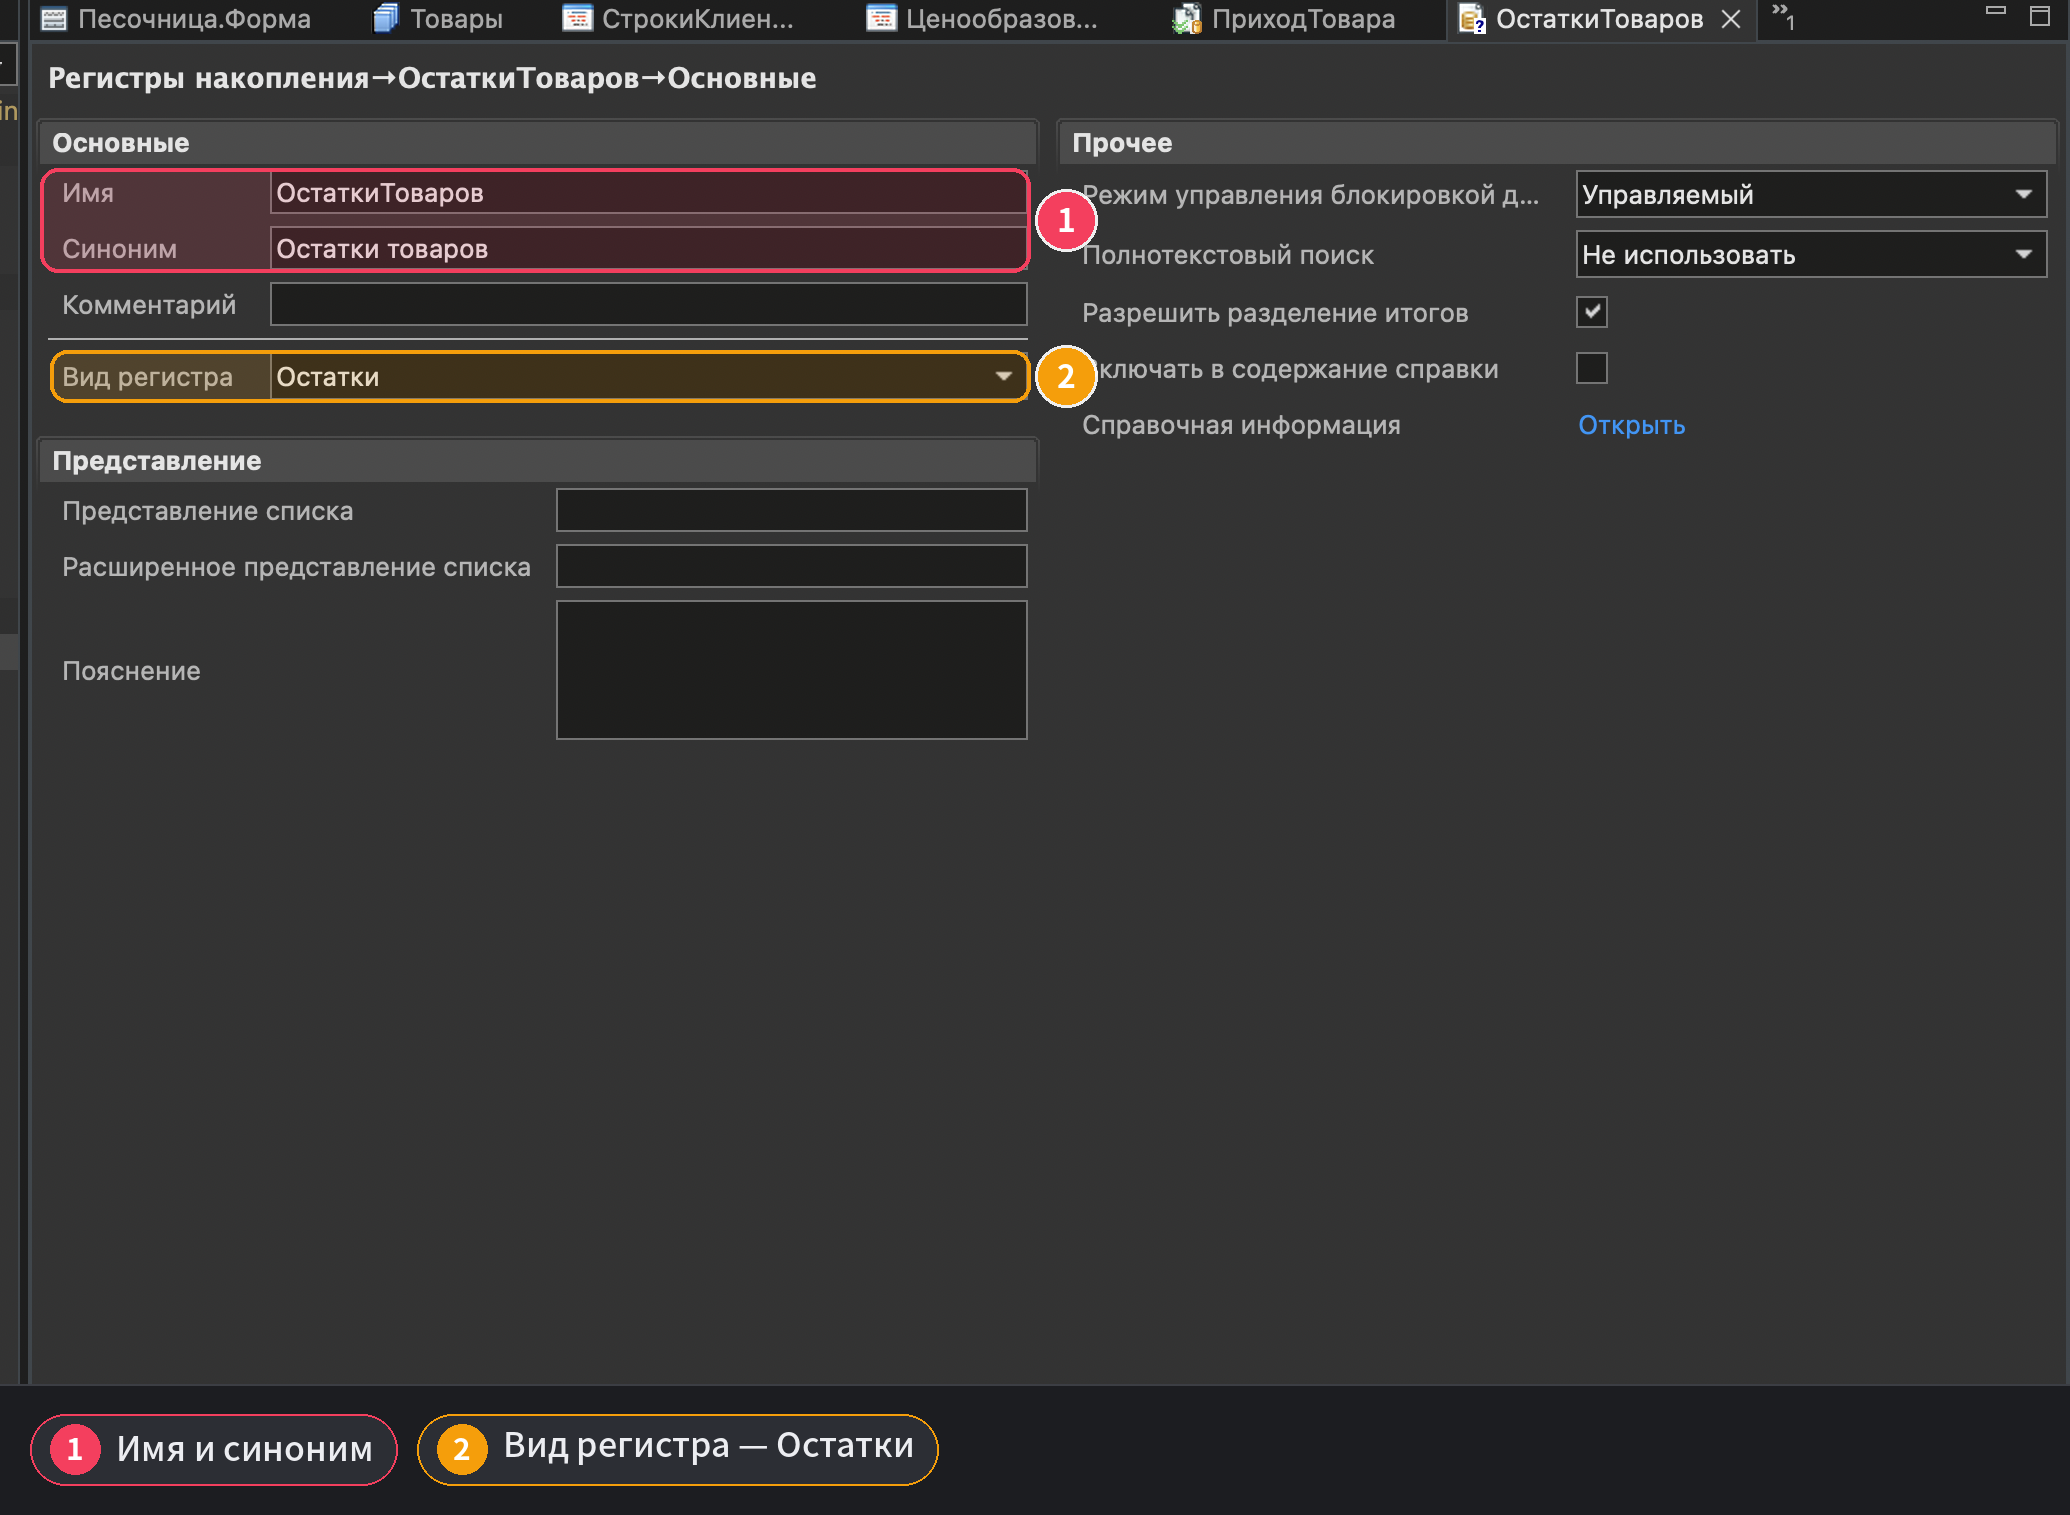 Песочница.Форма
Товары
СтрокиКлиен...
Ценообразов...
ПриходТовара
ОстаткиТоваров
»1
in
Регистры накопления→ОстаткиТоваров→Основные
Основные
Имя ОстаткиТоваров
Синоним Остатки товаров
1
Комментарий
Вид регистра Остатки
2
Представление
Представление списка
Расширенное представление списка
Пояснение
Прочее
Режим управления блокировкой д... Управляемый
Полнотекстовый поиск Не использовать
Разрешить разделение итогов
ключать в содержание справки
Справочная информация Открыть
1 Имя и синоним
2 Вид регистра — Остатки